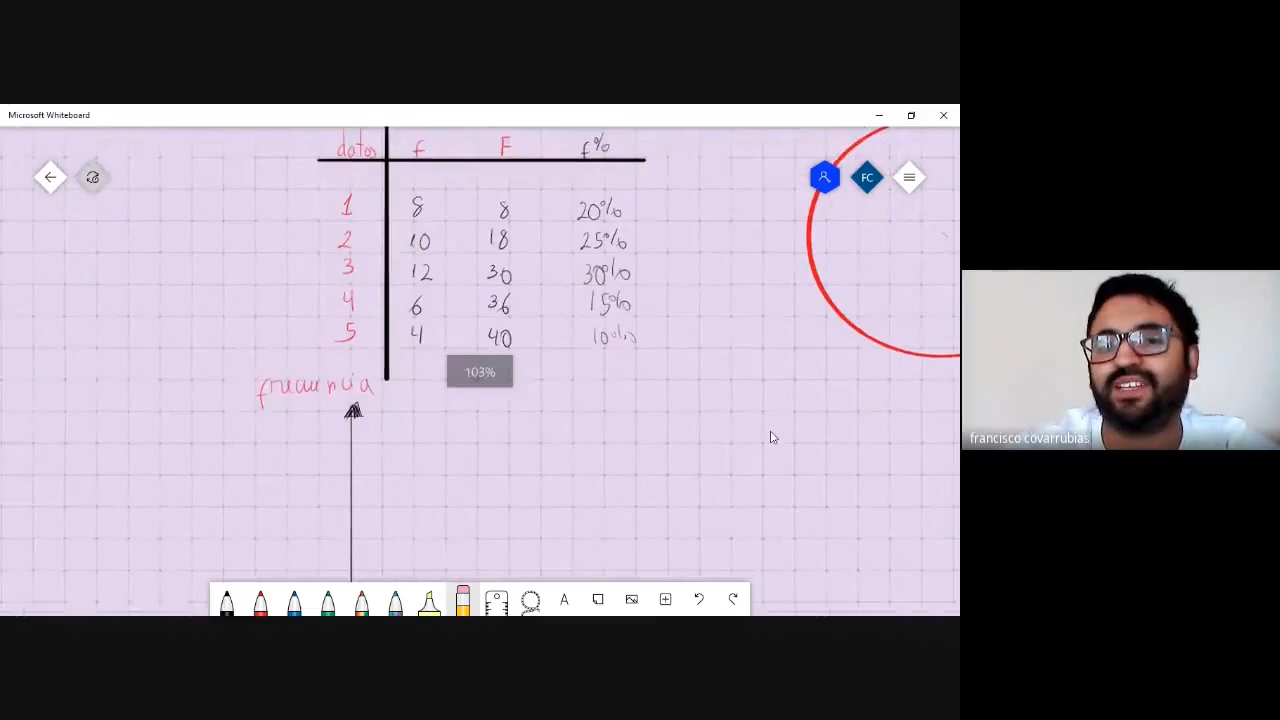 Microsoft Whiteboard
datos f F f%
FC
1 8 8 20%
2 10 18 25%
3 12 30 30%
4 6 36 15%
5 4 40 10%
103%
frecuencia
francisco covarrubias
A